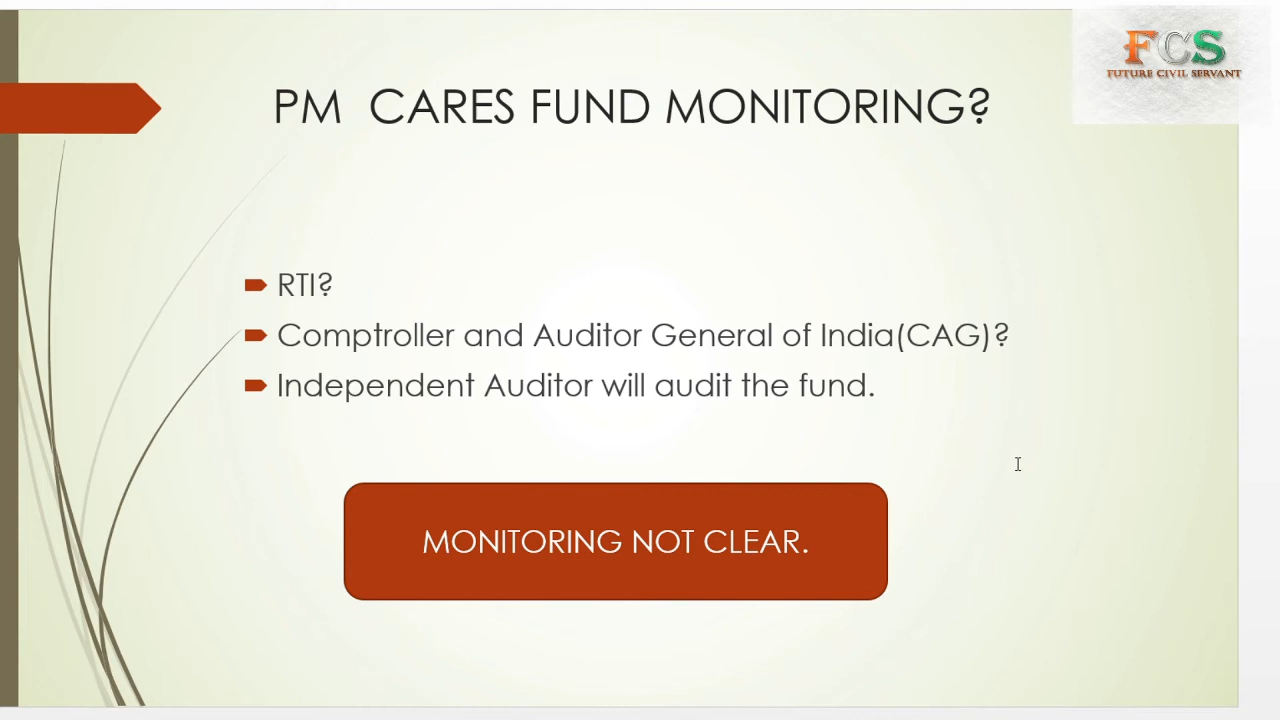 FCS
FUTURE CIVIL SERVANT
PM CARES FUND MONITORING?
RTI?
Comptroller and Auditor General of India(CAG)?
Independent Auditor will audit the fund.
MONITORING NOT CLEAR.